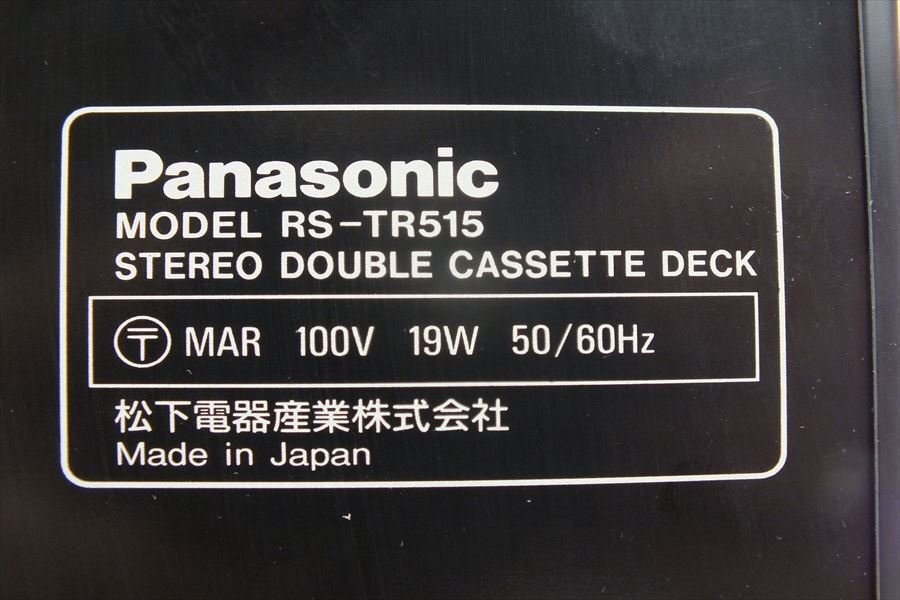 Panasonic
MODEL RS-TR515
STEREO DOUBLE CASSETTE DECK
〶 MAR 100V 19W 50/60Hz
松下電器産業株式会社
Made in Japan